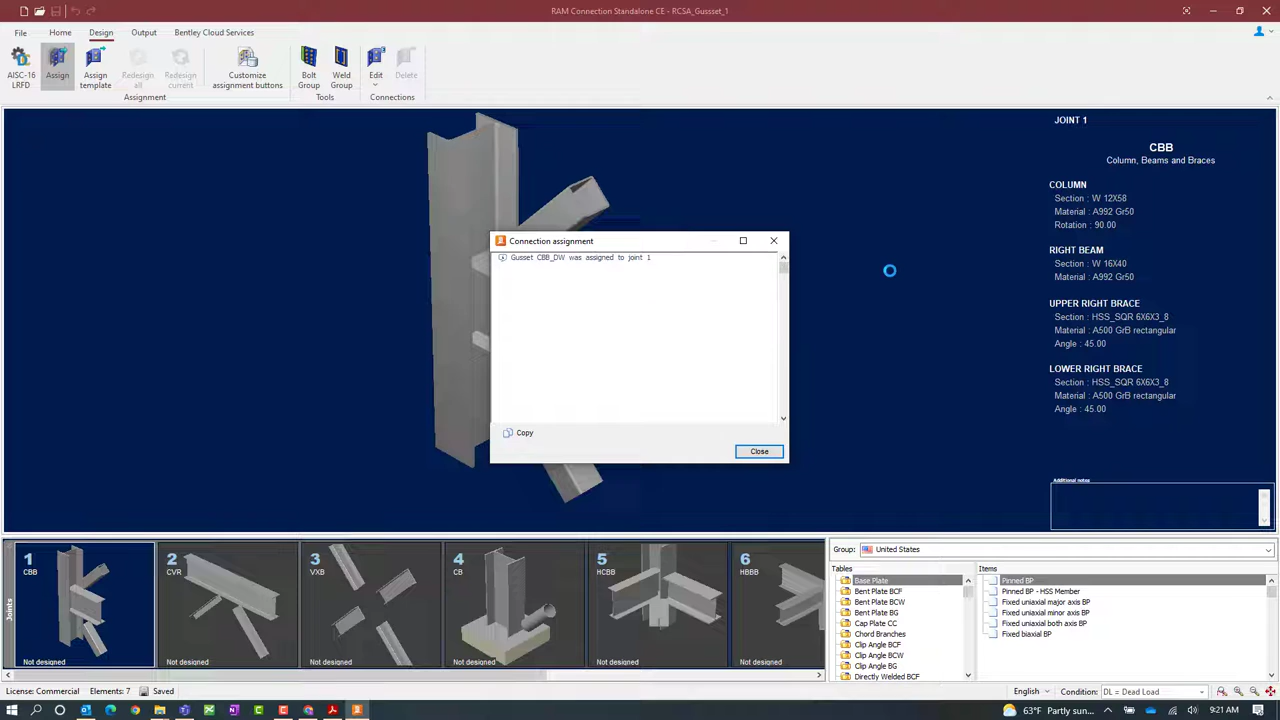 RAM Connection Standalone CE - RCSA_Gussset_1
File Home Design Output Bentley Cloud Services
AISC-16 LRFD
Assign
Assign template
Redesign all
Redesign current
Customize assignment buttons
Bolt Group
Weld Group
Edit
Delete
Assignment Tools Connections
JOINT 1
CBB
Column, Beams and Braces
COLUMN
Section : W 12X58
Material : A992 Gr50
Rotation : 90.00
RIGHT BEAM
Section : W 16X40
Material : A992 Gr50
UPPER RIGHT BRACE
Section : HSS_SQR 6X6X3_8
Material : A500 GrB rectangular
Angle : 45.00
LOWER RIGHT BRACE
Section : HSS_SQR 6X6X3_8
Material : A500 GrB rectangular
Angle : 45.00
Additional notes
Connection assignment
Gusset CBB_DW was assigned to joint 1
Copy
Close
Joints
1 CBB Not designed
2 CVR Not designed
3 VXB Not designed
4 CB Not designed
5 HCBB Not designed
6 HBBB Not designed
Group: United States
Tables
Base Plate
Bent Plate BCF
Bent Plate BCW
Bent Plate BG
Cap Plate CC
Chord Branches
Clip Angle BCF
Clip Angle BCW
Clip Angle BG
Directly Welded BCF
Items
Pinned BP
Pinned BP - HSS Member
Fixed uniaxial major axis BP
Fixed uniaxial minor axis BP
Fixed uniaxial both axis BP
Fixed biaxial BP
License: Commercial Elements: 7 Saved English Condition: DL = Dead Load
63°F Partly sun... 9:21 AM